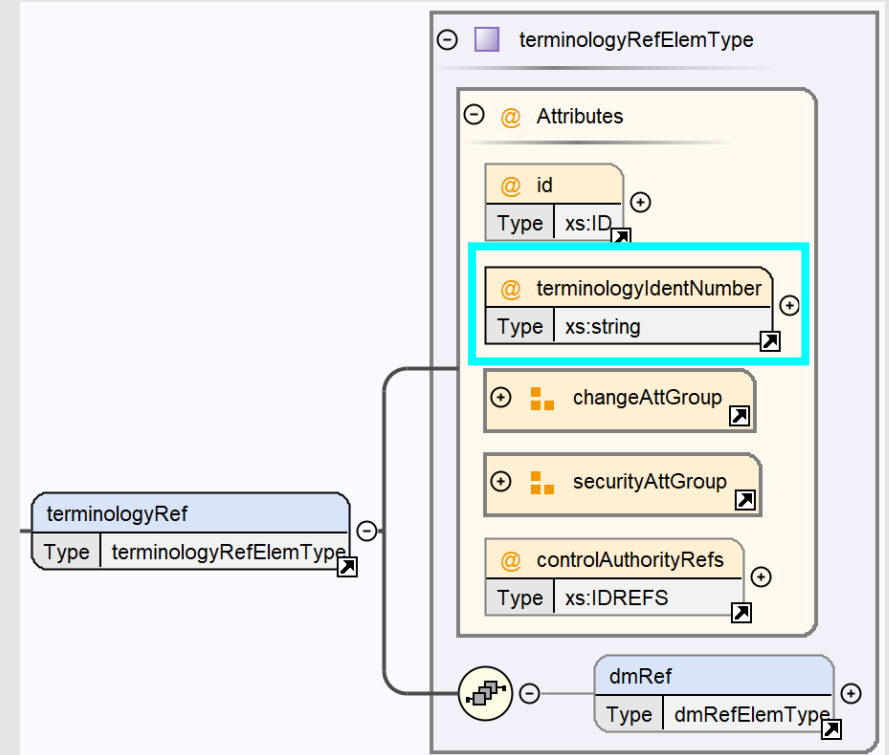 terminologyRefElemType
@ Attributes
@ id
Type xs:ID
@ terminologyIdentNumber
Type xs:string
changeAttGroup
securityAttGroup
terminologyRef
Type terminologyRefElemType
@ controlAuthorityRefs
Type xs:IDREFS
dmRef
Type dmRefElemType